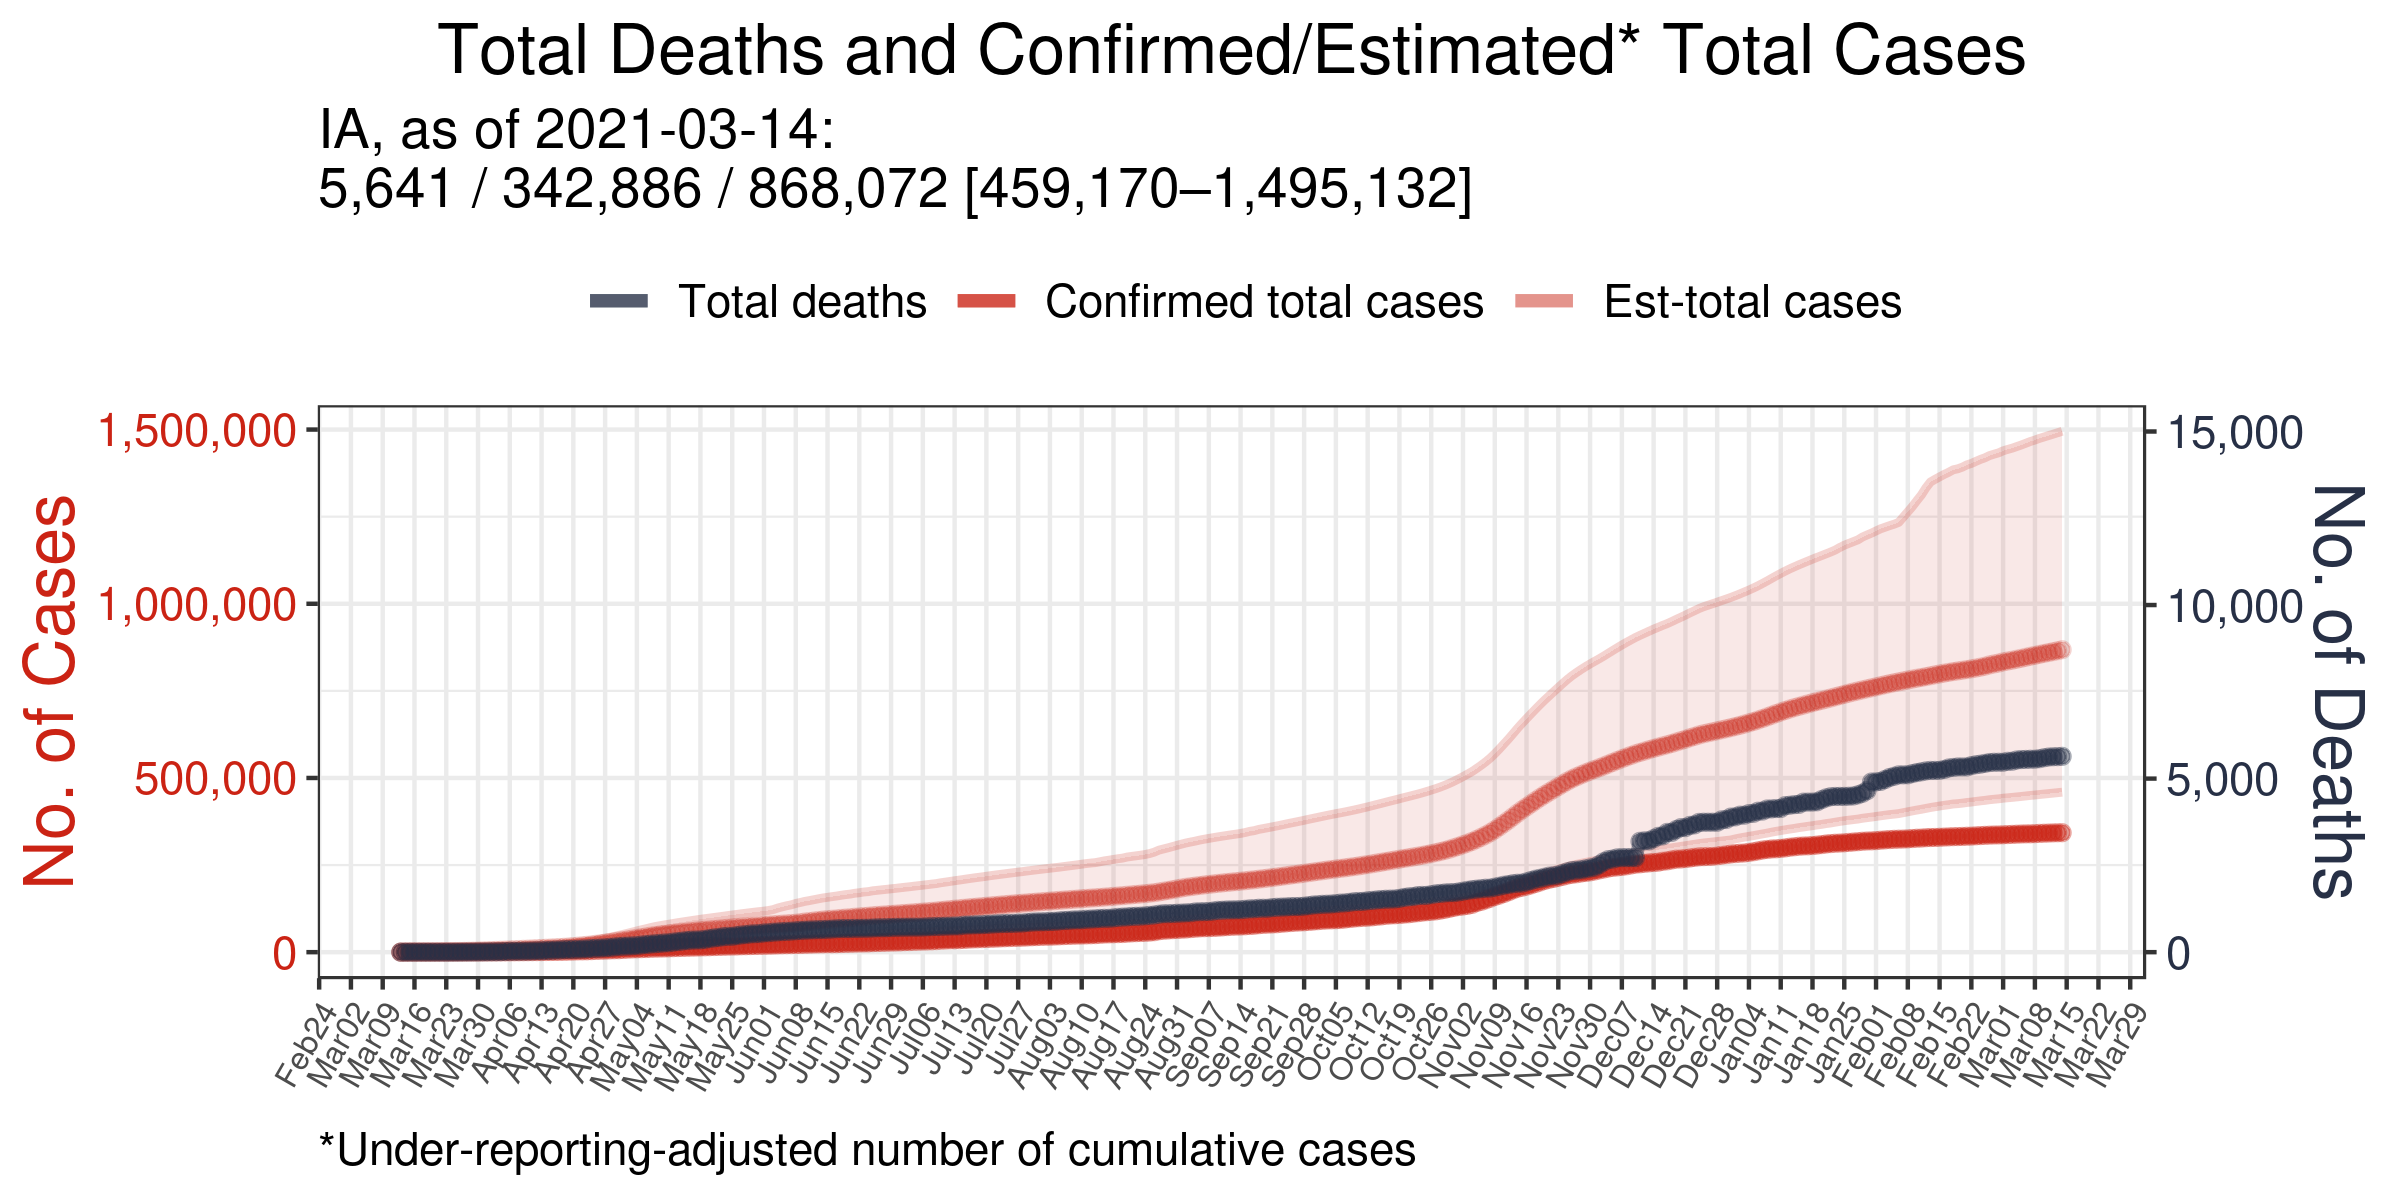 Total Deaths and Confirmed/Estimated* Total Cases
IA, as of 2021-03-14:
5,641 / 342,886 / 868,072 [459,170–1,495,132]
Total deaths
Confirmed total cases
Est-total cases
No. of Cases
1,500,000
1,000,000
500,000
0
15,000
10,000
5,000
0
No. of Deaths
Feb24
Mar02
Mar09
Mar16
Mar23
Mar30
Apr06
Apr13
Apr20
Apr27
May04
May11
May18
May25
Jun01
Jun08
Jun15
Jun22
Jun29
Jul06
Jul13
Jul20
Jul27
Aug03
Aug10
Aug17
Aug24
Aug31
Sep07
Sep14
Sep21
Sep28
Oct05
Oct12
Oct19
Oct26
Nov02
Nov09
Nov16
Nov23
Nov30
Dec07
Dec14
Dec21
Dec28
Jan04
Jan11
Jan18
Jan25
Feb01
Feb08
Feb15
Feb22
Mar01
Mar08
Mar15
Mar22
Mar29
*Under-reporting-adjusted number of cumulative cases